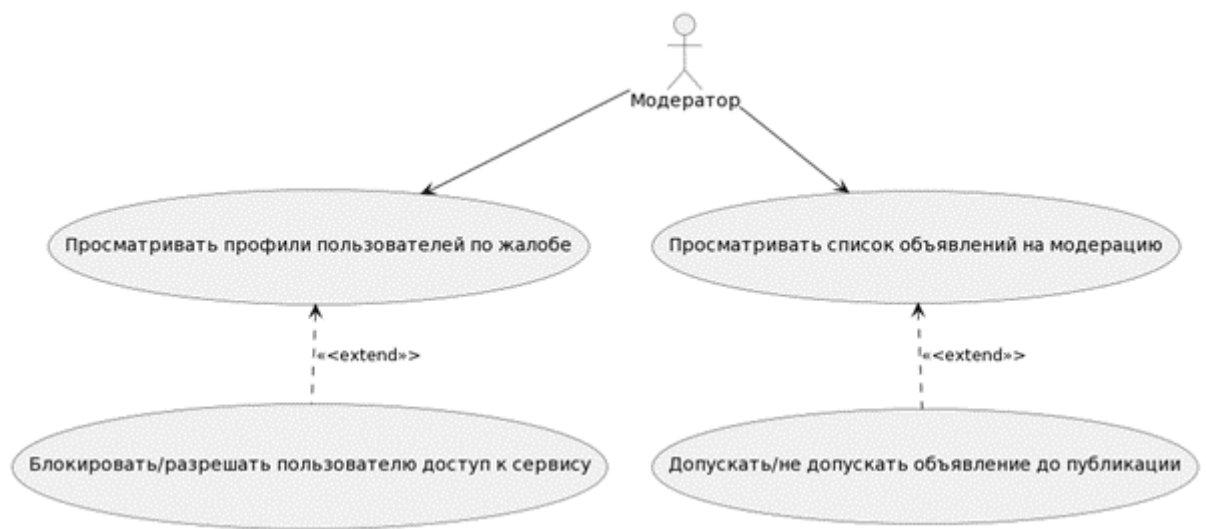 Модератор
Просматривать профили пользователей по жалобе
Просматривать список объявлений на модерацию
«<extend»>
«<extend»>
Блокировать/разрешать пользователю доступ к сервису
Допускать/не допускать объявление до публикации